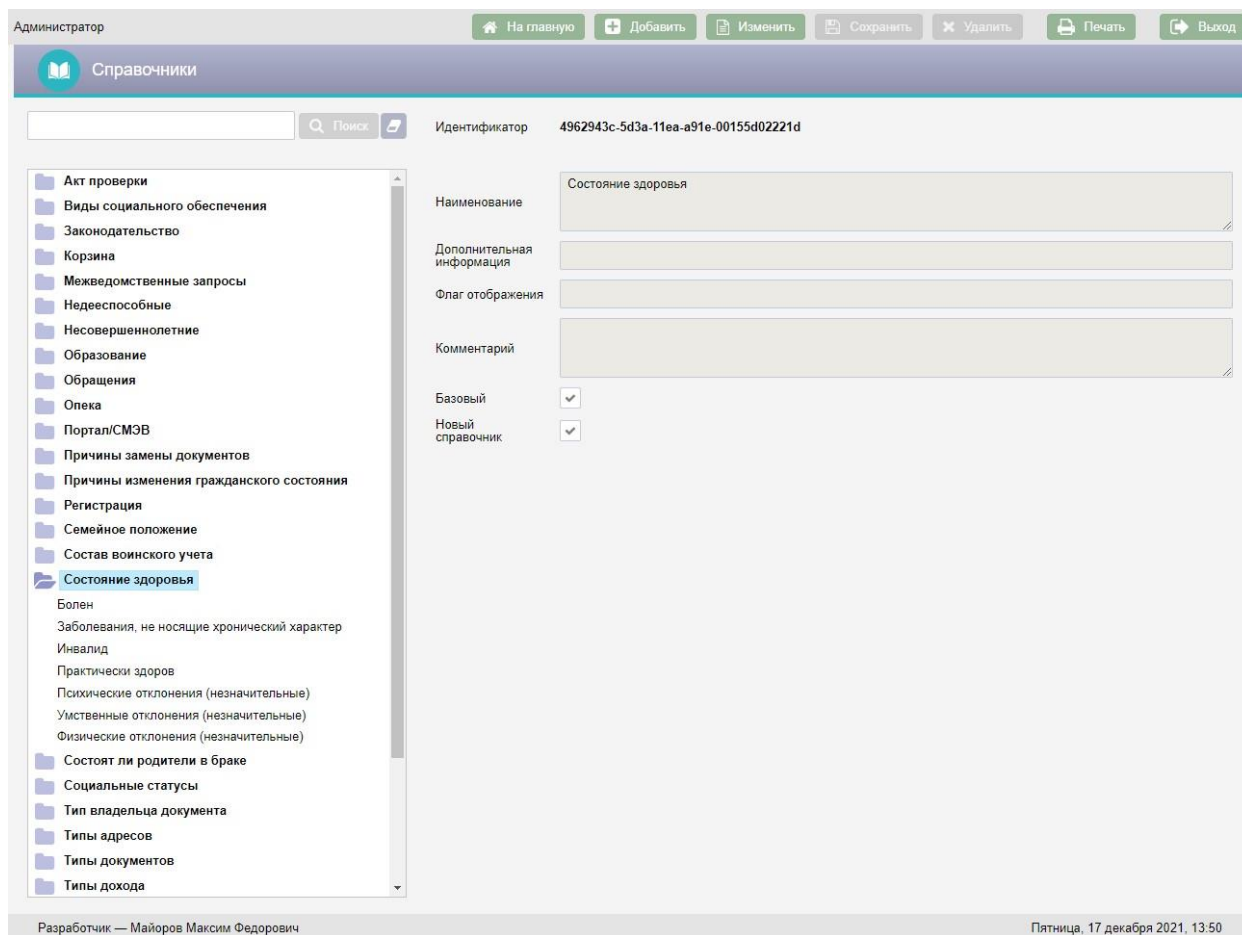 Администратор
На главную
Добавить
Изменить
Сохранить
Удалить
Печать
Выход
Справочники
Поиск
Идентификатор
4962943c-5d3a-11ea-a91e-00155d02221d
Акт проверки
Виды социального обеспечения
Законодательство
Корзина
Межведомственные запросы
Недееспособные
Несовершеннолетние
Образование
Обращения
Опека
Портал/СМЭВ
Причины замены документов
Причины изменения гражданского состояния
Регистрация
Семейное положение
Состав воинского учета
Состояние здоровья
Болен
Заболевания, не носящие хронический характер
Инвалид
Практически здоров
Психические отклонения (незначительные)
Умственные отклонения (незначительные)
Физические отклонения (незначительные)
Состоят ли родители в браке
Социальные статусы
Тип владельца документа
Типы адресов
Типы документов
Типы дохода
Наименование
Состояние здоровья
Дополнительная
информация
Флаг отображения
Комментарий
Базовый
Новый
справочник
Разработчик — Майоров Максим Федорович
Пятница, 17 декабря 2021, 13:50